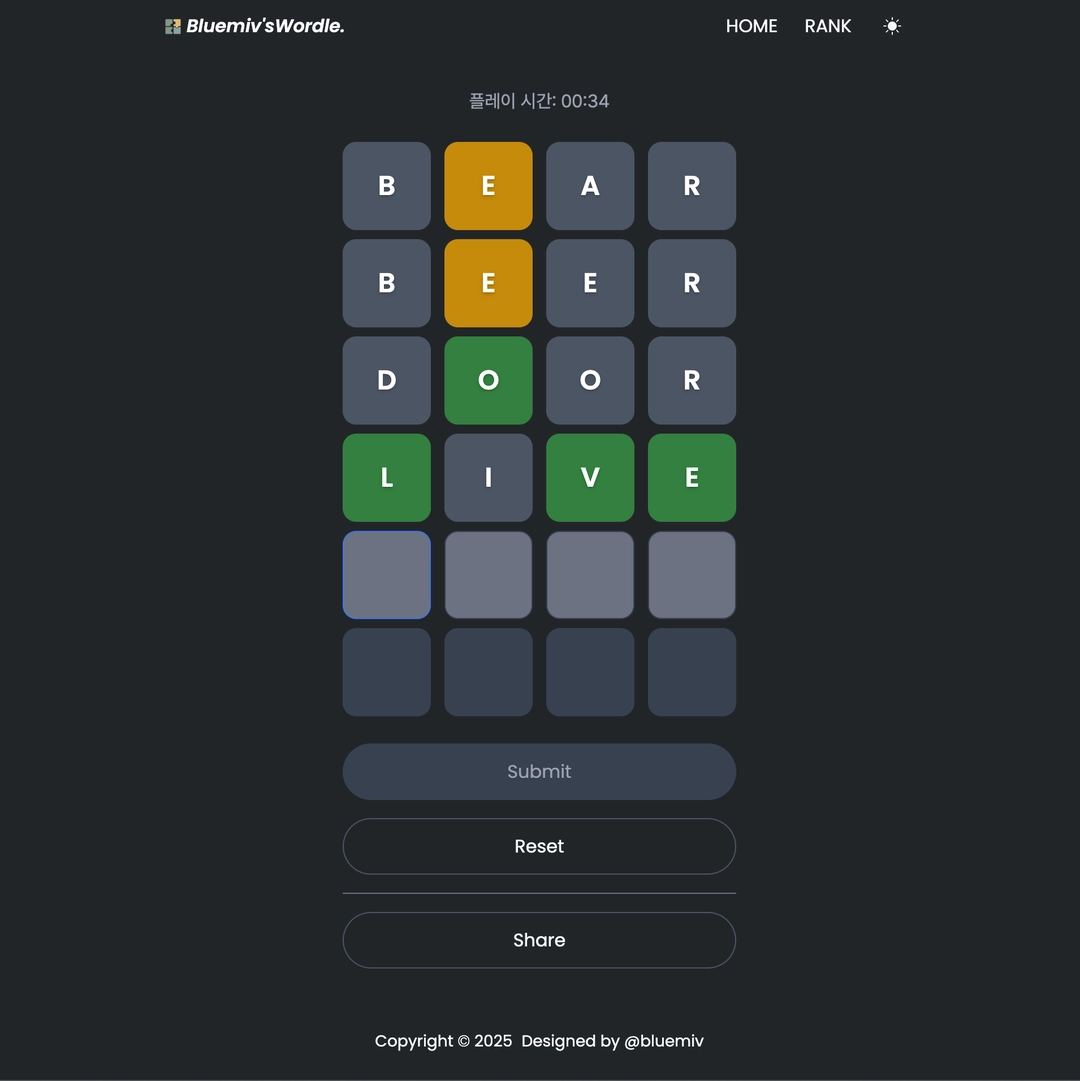 Bluemiv'sWordle.
HOME RANK
플레이 시간: 00:34
B E A R
B E E R
D O O R
L I V E
Submit
Reset
Share
Copyright © 2025 Designed by @bluemiv